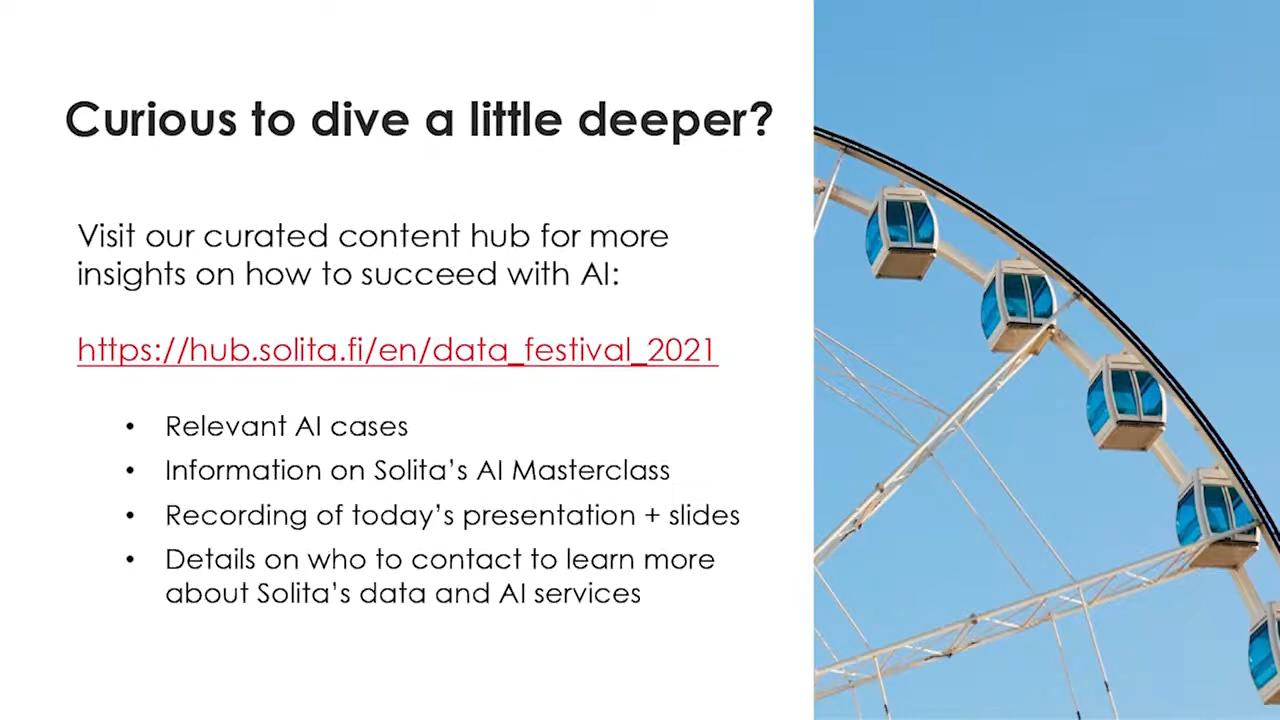 Curious to dive a little deeper?
Visit our curated content hub for more
insights on how to succeed with AI:
https://hub.solita.fi/en/data_festival_2021
• Relevant AI cases
• Information on Solita’s AI Masterclass
• Recording of today’s presentation + slides
• Details on who to contact to learn more
about Solita’s data and AI services